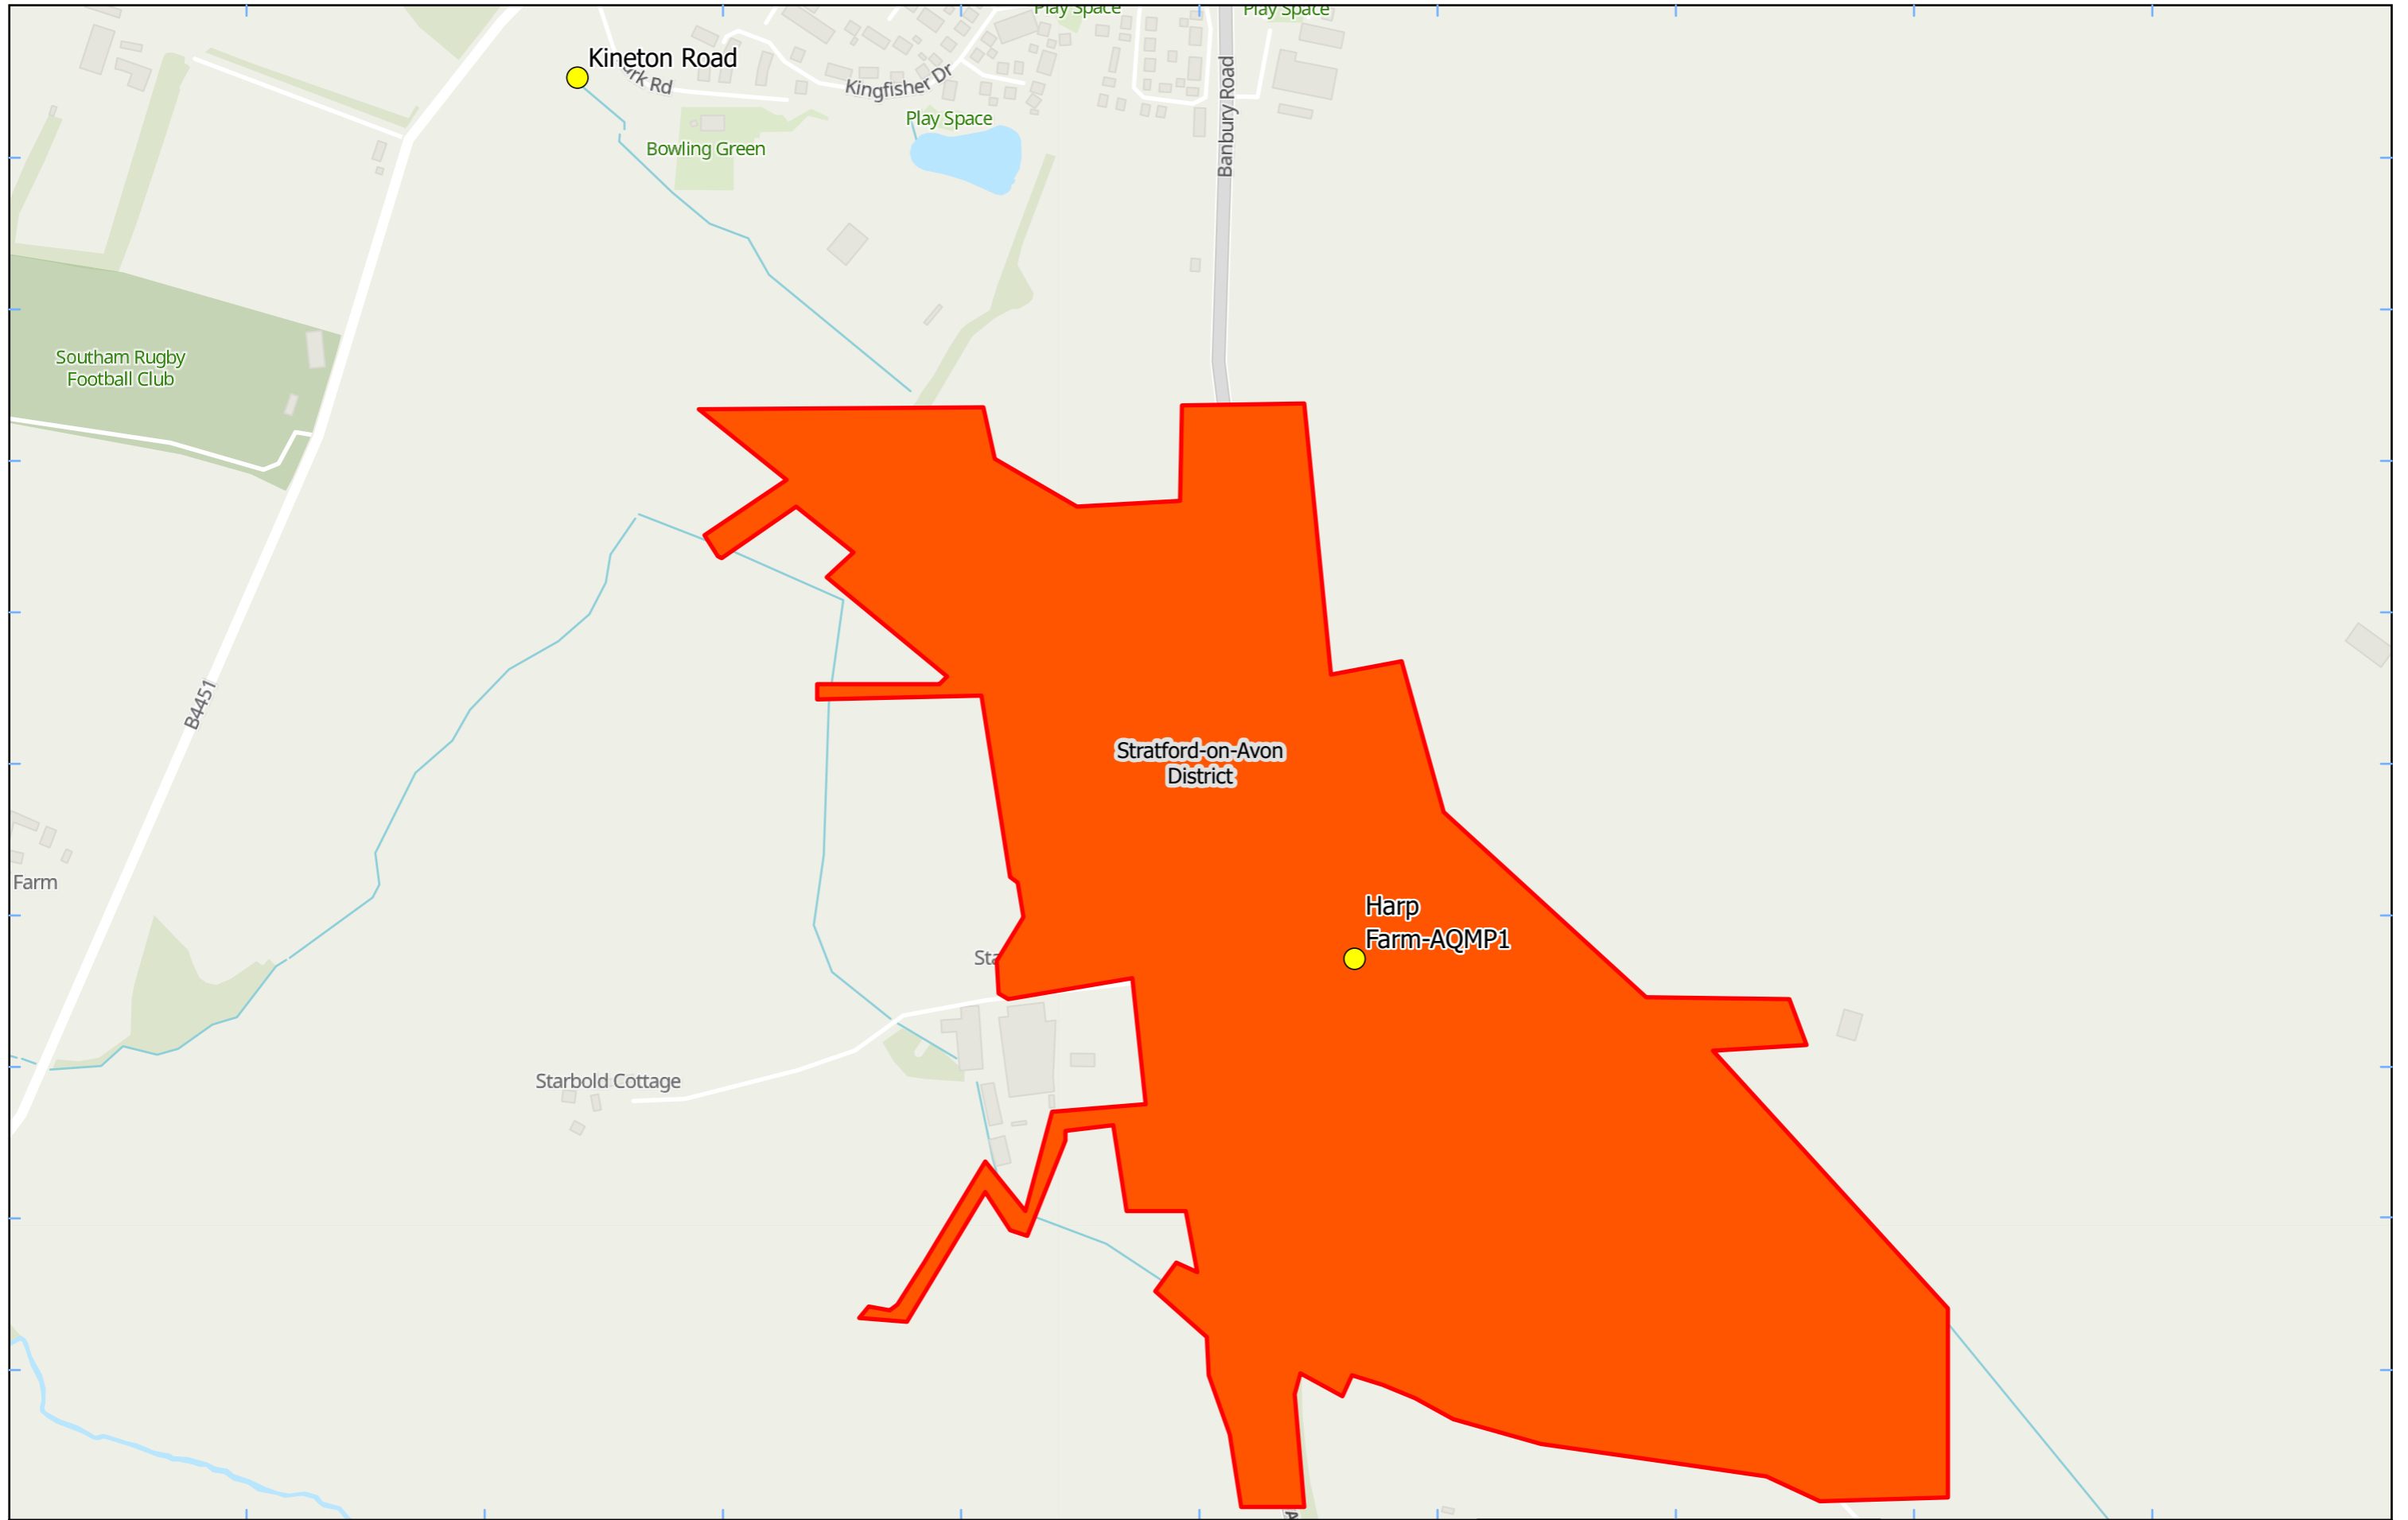 Play Space
Play Space
Kineton Road
Kingfisher Dr
Banbury Road
Play Space
Bowling Green
Southam Rugby
Football Club
B4451
Stratford-on-Avon
District
Farm
Harp
Farm-AQMP1
Starbold Cottage